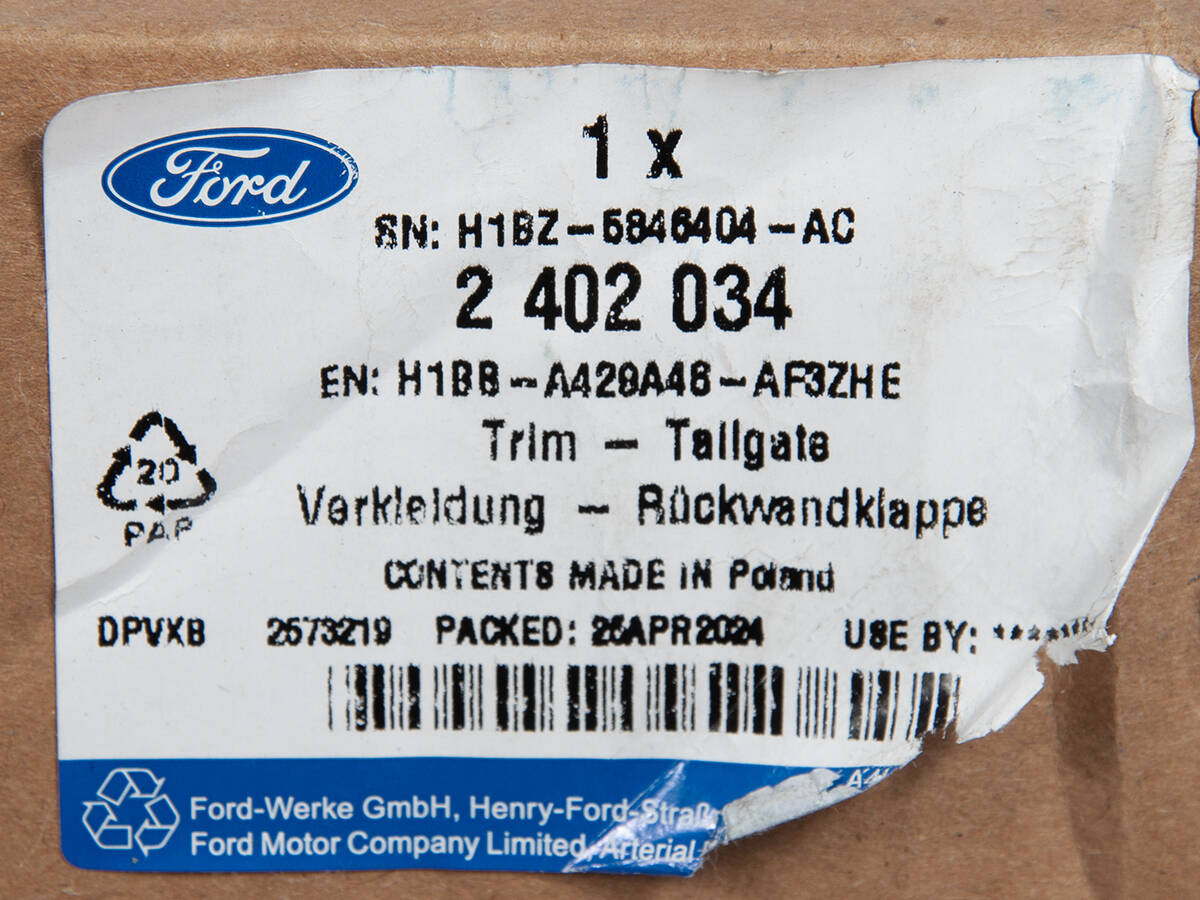 Ford
1 x
SN: H1BZ-5846404-AC
2 402 034
EN: H1BB-A429A46-AF3ZHE
Trim - Tailgate
Verkleidung - Rückwandklappe
20
PAP
CONTENTS MADE IN Poland
DPVXB 2573219 PACKED: 25APR2024 USE BY: *******
Ford-Werke GmbH, Henry-Ford-Straß
Ford Motor Company Limited, Arterial